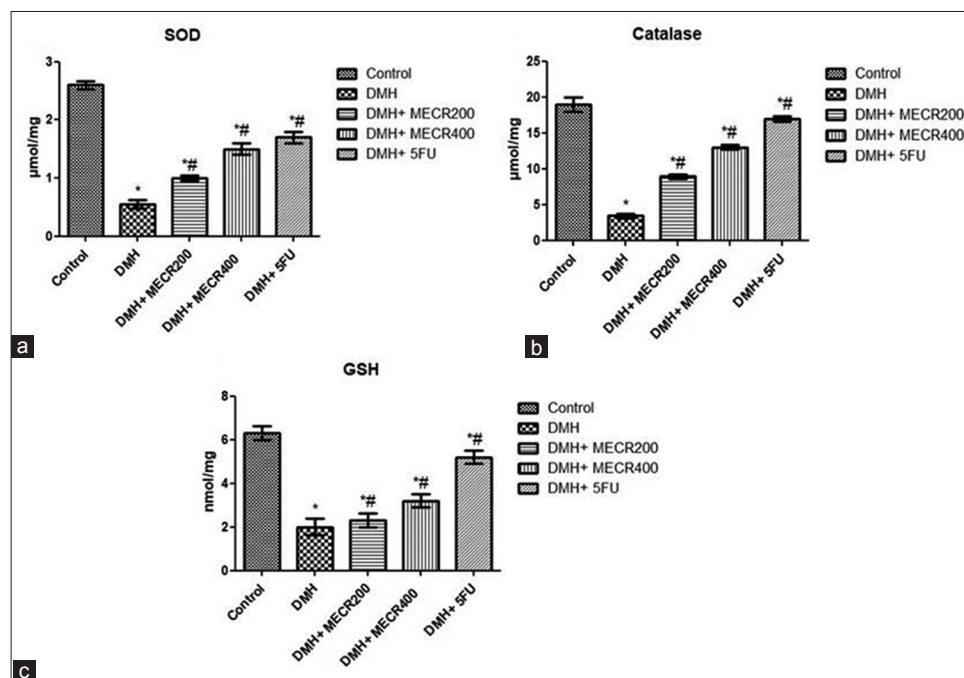 SOD
3
2
1
0
µmol/mg
*
*#
*#
*#
Control
DMH
DMH+ MECR200
DMH+ MECR400
DMH+ 5FU
Control
DMH
DMH+ MECR200
DMH+ MECR400
DMH+ 5FU
a
Catalase
25
20
15
10
5
0
µmol/mg
*
*#
*#
*#
Control
DMH
DMH+ MECR200
DMH+ MECR400
DMH+ 5FU
Control
DMH
DMH+ MECR200
DMH+ MECR400
DMH+ 5FU
b
GSH
8
6
4
2
0
nmol/mg
*
*#
*#
*#
Control
DMH
DMH+ MECR200
DMH+ MECR400
DMH+ 5FU
Control
DMH
DMH+ MECR200
DMH+ MECR400
DMH+ 5FU
c